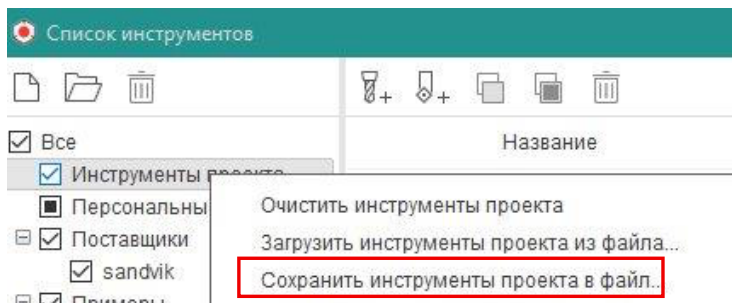 Список инструментов
Название
Все
Инструменты проекта
Персональны
Поставщики
sandvik
Примеры
Очистить инструменты проекта
Загрузить инструменты проекта из файла...
Сохранить инструменты проекта в файл..